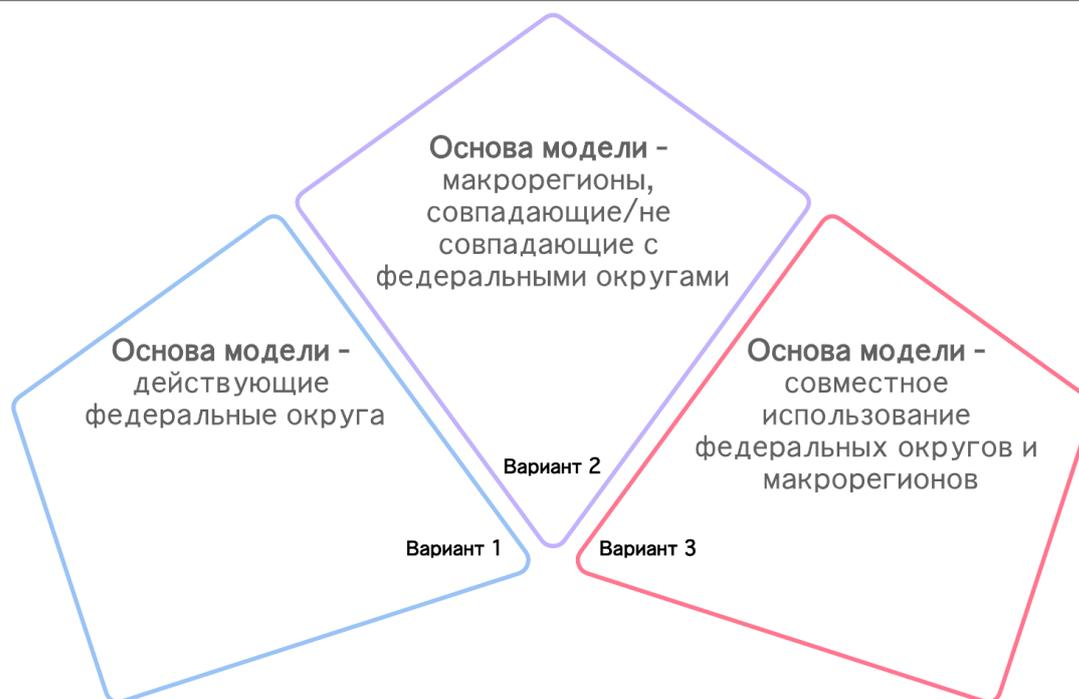 Основа модели -
макрорегионы,
совпадающие/не
совпадающие с
федеральными округами
Вариант 2
Основа модели -
действующие
федеральные округа
Вариант 1
Основа модели -
совместное
использование
федеральных округов и
макрорегионов
Вариант 3